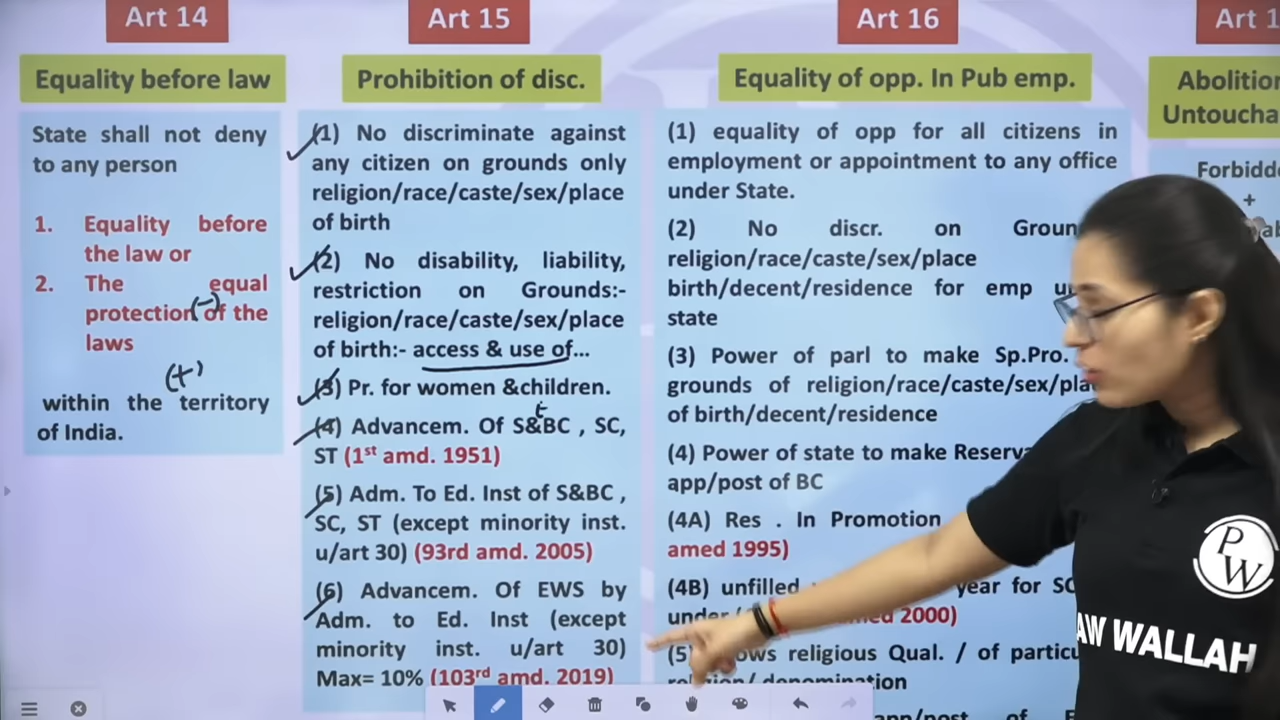 Art 14
Equality before law
State shall not deny
to any person
1. Equality before
the law or
2. The equal
protection (-) of the
laws
(+)
within the territory
of India.
Art 15
Prohibition of disc.
(1) No discriminate against
any citizen on grounds only
religion/race/caste/sex/place
of birth
(2) No disability, liability,
restriction on Grounds:-
religion/race/caste/sex/place
of birth:- access & use of...
(3) Pr. for women &children.
(4) Advancem. Of S&BC , SC,
ST (1st amd. 1951)
(5) Adm. To Ed. Inst of S&BC ,
SC, ST (except minority inst.
u/art 30) (93rd amd. 2005)
(6) Advancem. Of EWS by
Adm. to Ed. Inst (except
minority inst. u/art 30)
Max= 10% (103rd amd. 2019)
Art 16
Equality of opp. In Pub emp.
(1) equality of opp for all citizens in
employment or appointment to any office
under State.
(2) No discr. on
religion/race/caste/sex/place
birth/decent/residence for emp
state
(3) Power of parl to make Sp.Pro.
grounds of religion/race/caste/sex/
of birth/decent/residence
(4) Power of state to make
app/post of BC
(4A) Res . In Promotion
amed 1995)
(4B) unfilled year for
2000)
(5) religious Qual. / of
app/post of
Art
Untoucha
+
PW
AW WALLAH